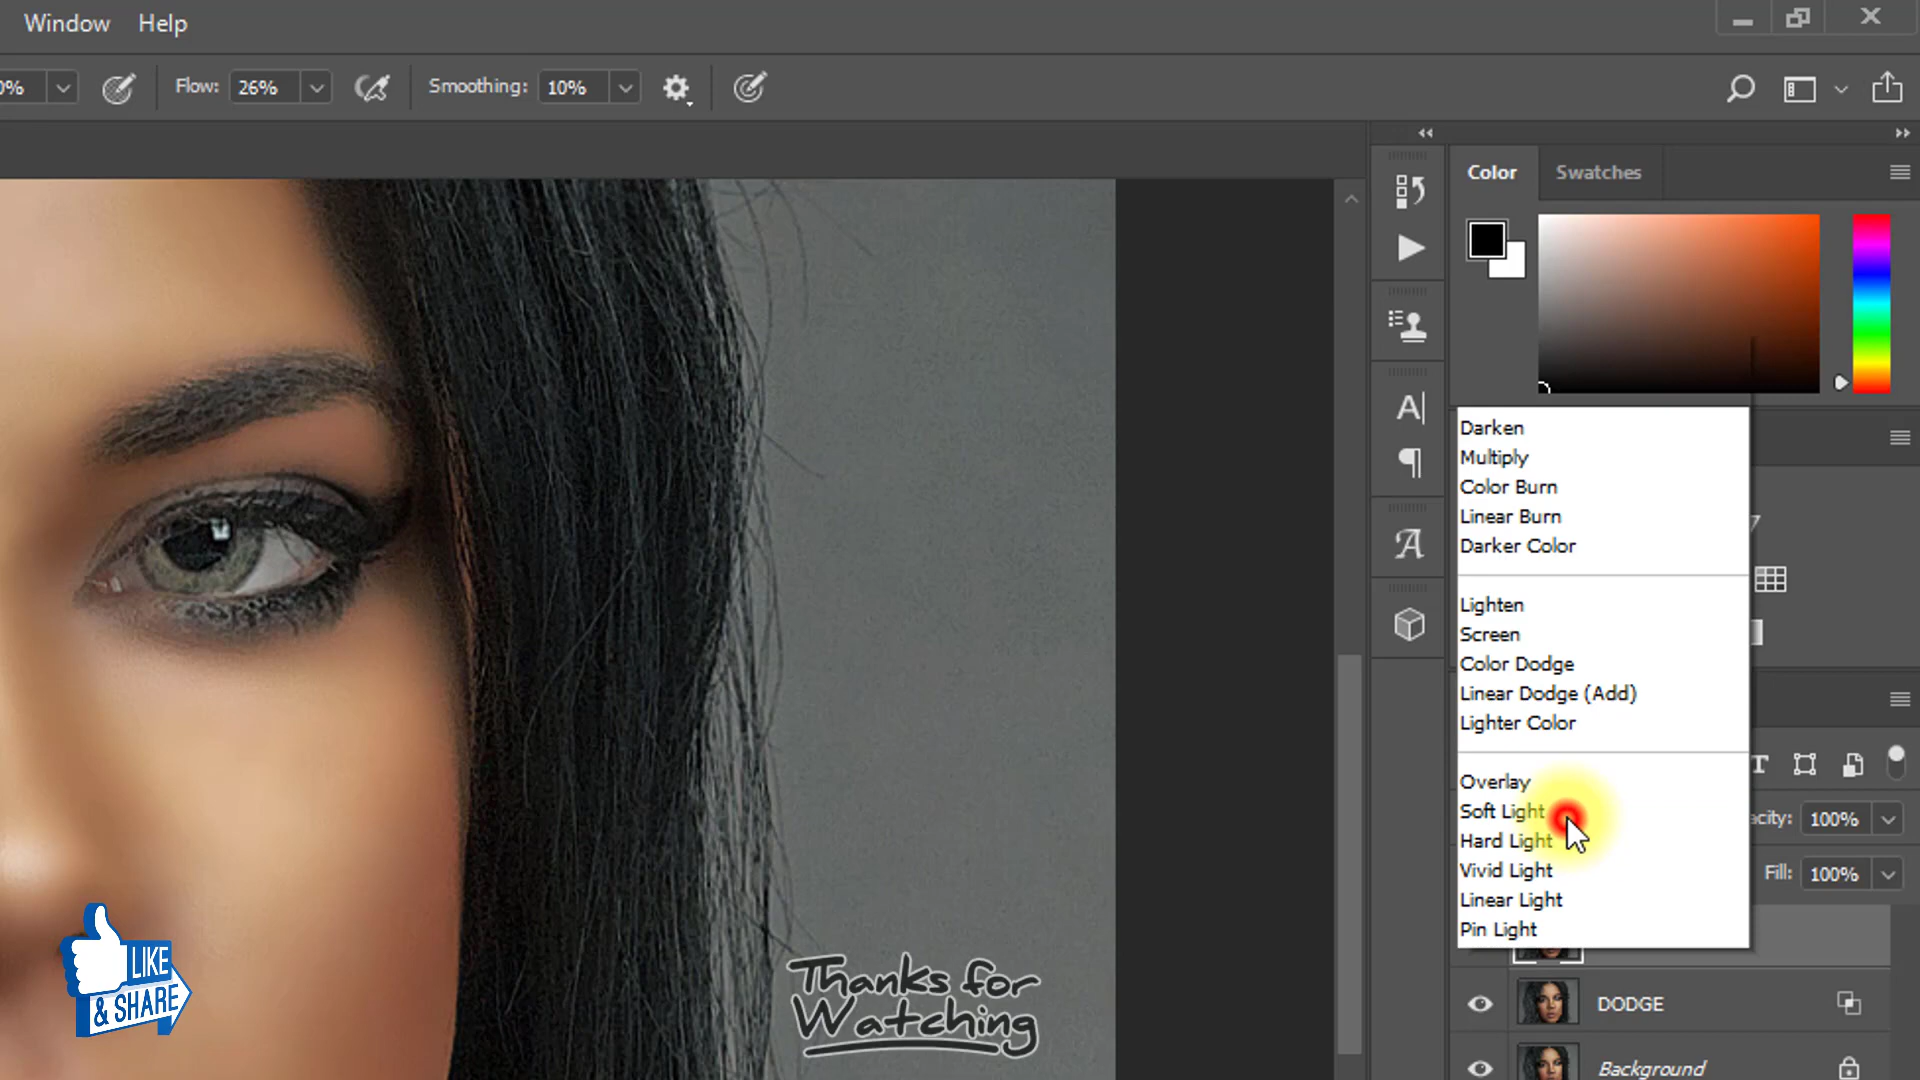 Window Help
0% Flow: 26% Smoothing: 10%
Color Swatches
Darken
Multiply
Color Burn
Linear Burn
Darker Color
Lighten
Screen
Color Dodge
Linear Dodge (Add)
Lighter Color
Overlay
Soft Light
Hard Light
Vivid Light
Linear Light
Pin Light
acity: 100%
Fill: 100%
DODGE
Background
LIKE
& SHARE
Thanks for
Watching